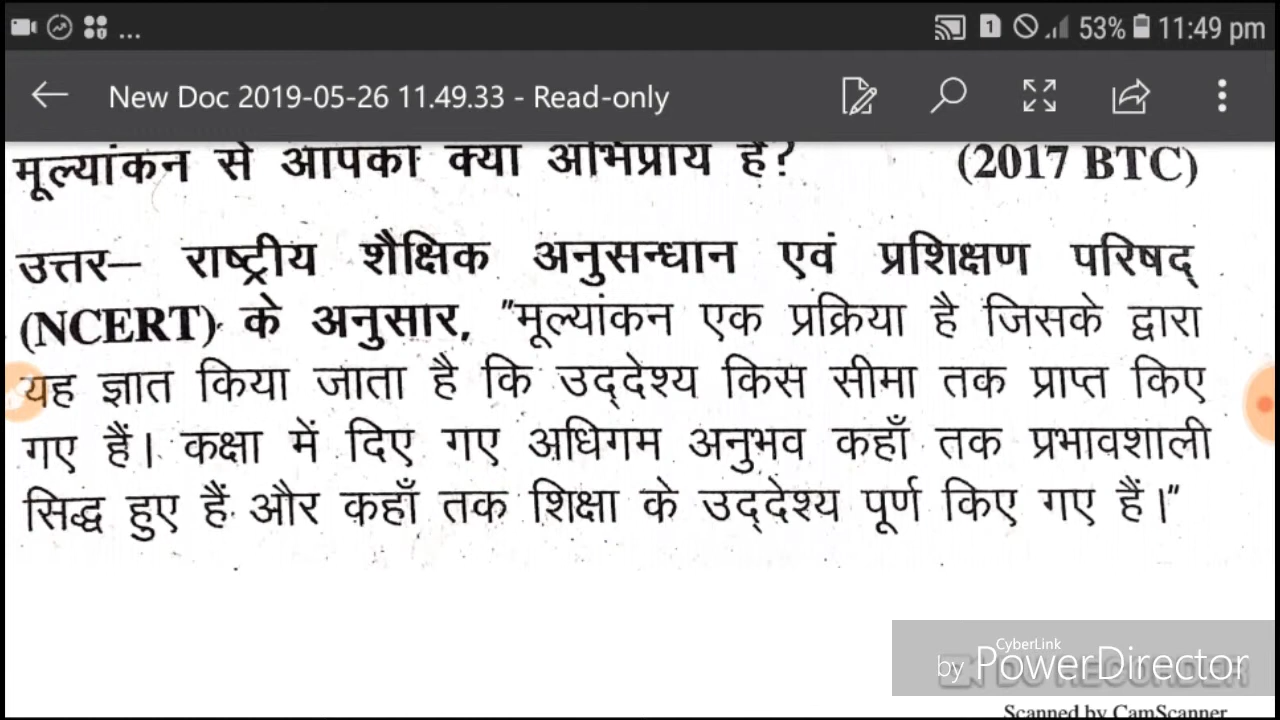 ...
53% 11:49 pm
New Doc 2019-05-26 11.49.33 - Read-only
मूल्यांकन से आपका क्या अभिप्राय है? (2017 BTC)
उत्तर– राष्ट्रीय शैक्षिक अनुसन्धान एवं प्रशिक्षण परिषद्
(NCERT) के अनुसार, "मूल्यांकन एक प्रक्रिया है जिसके द्वारा
यह ज्ञात किया जाता है कि उद्देश्य किस सीमा तक प्राप्त किए
गए हैं। कक्षा में दिए गए अधिगम अनुभव कहाँ तक प्रभावशाली
सिद्ध हुए हैं और कहाँ तक शिक्षा के उद्देश्य पूर्ण किए गए हैं।"
CyberLink
by PowerDirector
RECORDER
Scanned by CamScanner